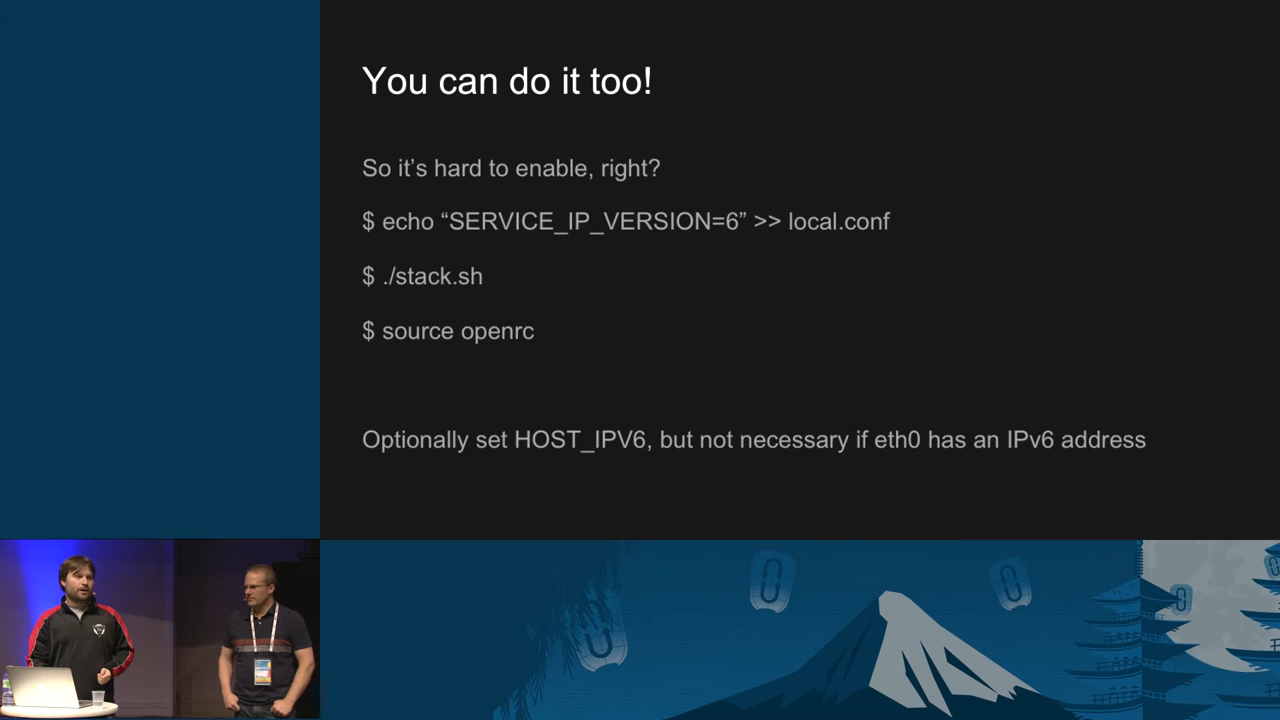 You can do it too!
So it’s hard to enable, right?
$ echo “SERVICE_IP_VERSION=6” >> local.conf
$ ./stack.sh
$ source openrc
Optionally set HOST_IPV6, but not necessary if eth0 has an IPv6 address